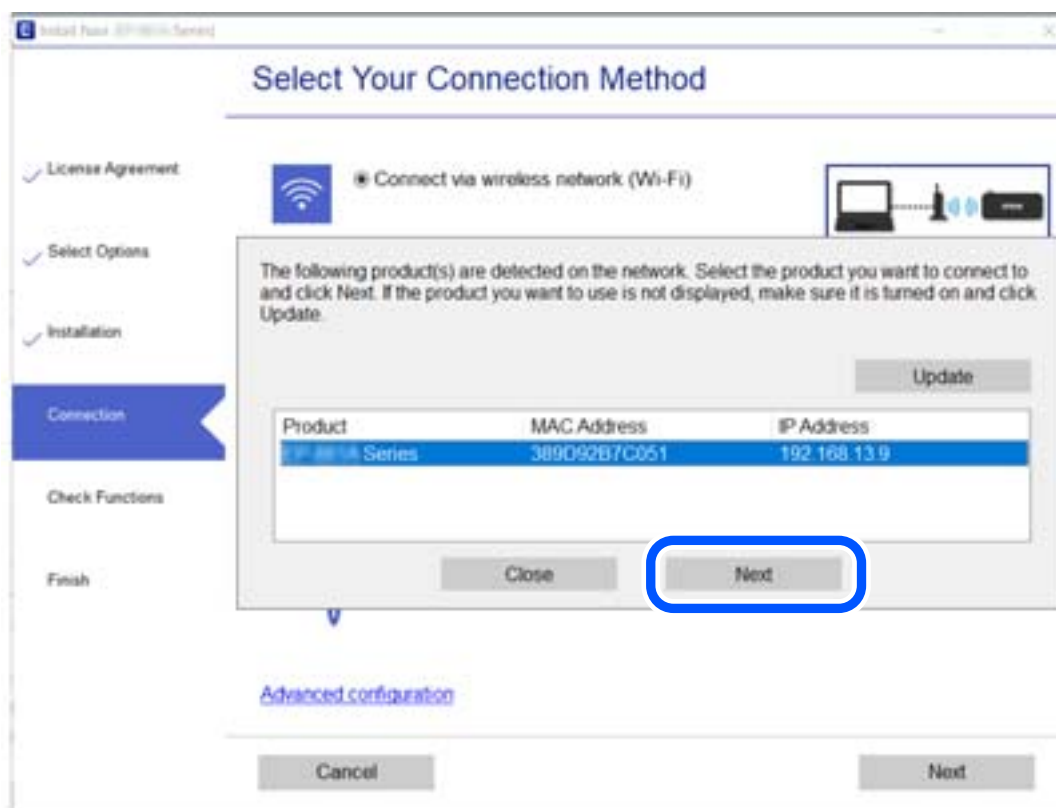 Install Navi Series]
Select Your Connection Method
License Agreement
Connect via wireless network (Wi-Fi)
Select Options
The following product(s) are detected on the network. Select the product you want to connect to
and click Next. If the product you want to use is not displayed, make sure it is turned on and click
Update.
Installation
Update
Connection
Product MAC Address IP Address
Series 389D92B7C051 192.168.13.9
Check Functions
Close Next
Finish
Advanced configuration
Cancel Next